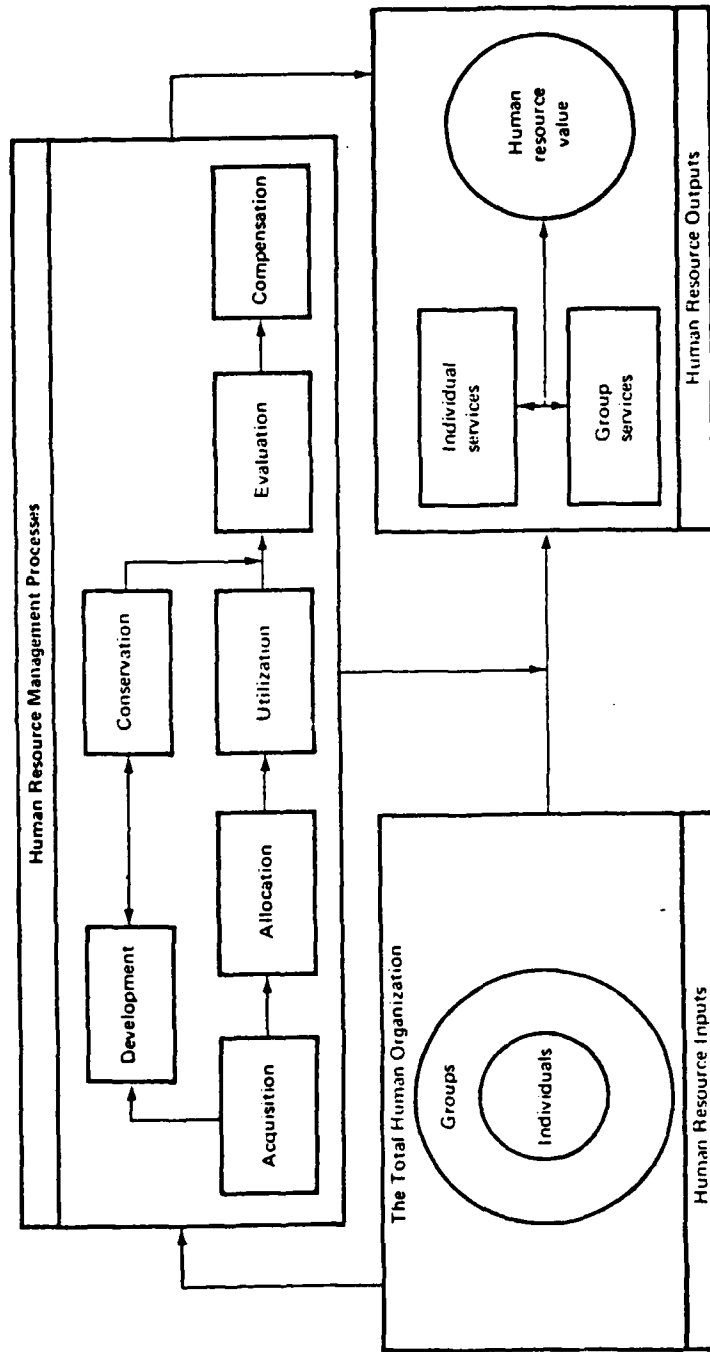 Human Resource Management Processes
Development
Conservation
Acquisition
Allocation
Utilization
Evaluation
Compensation
The Total Human Organization
Groups
Individuals
Human Resource Inputs
Individual
services
Group
services
Human
resource
value
Human Resource Outputs